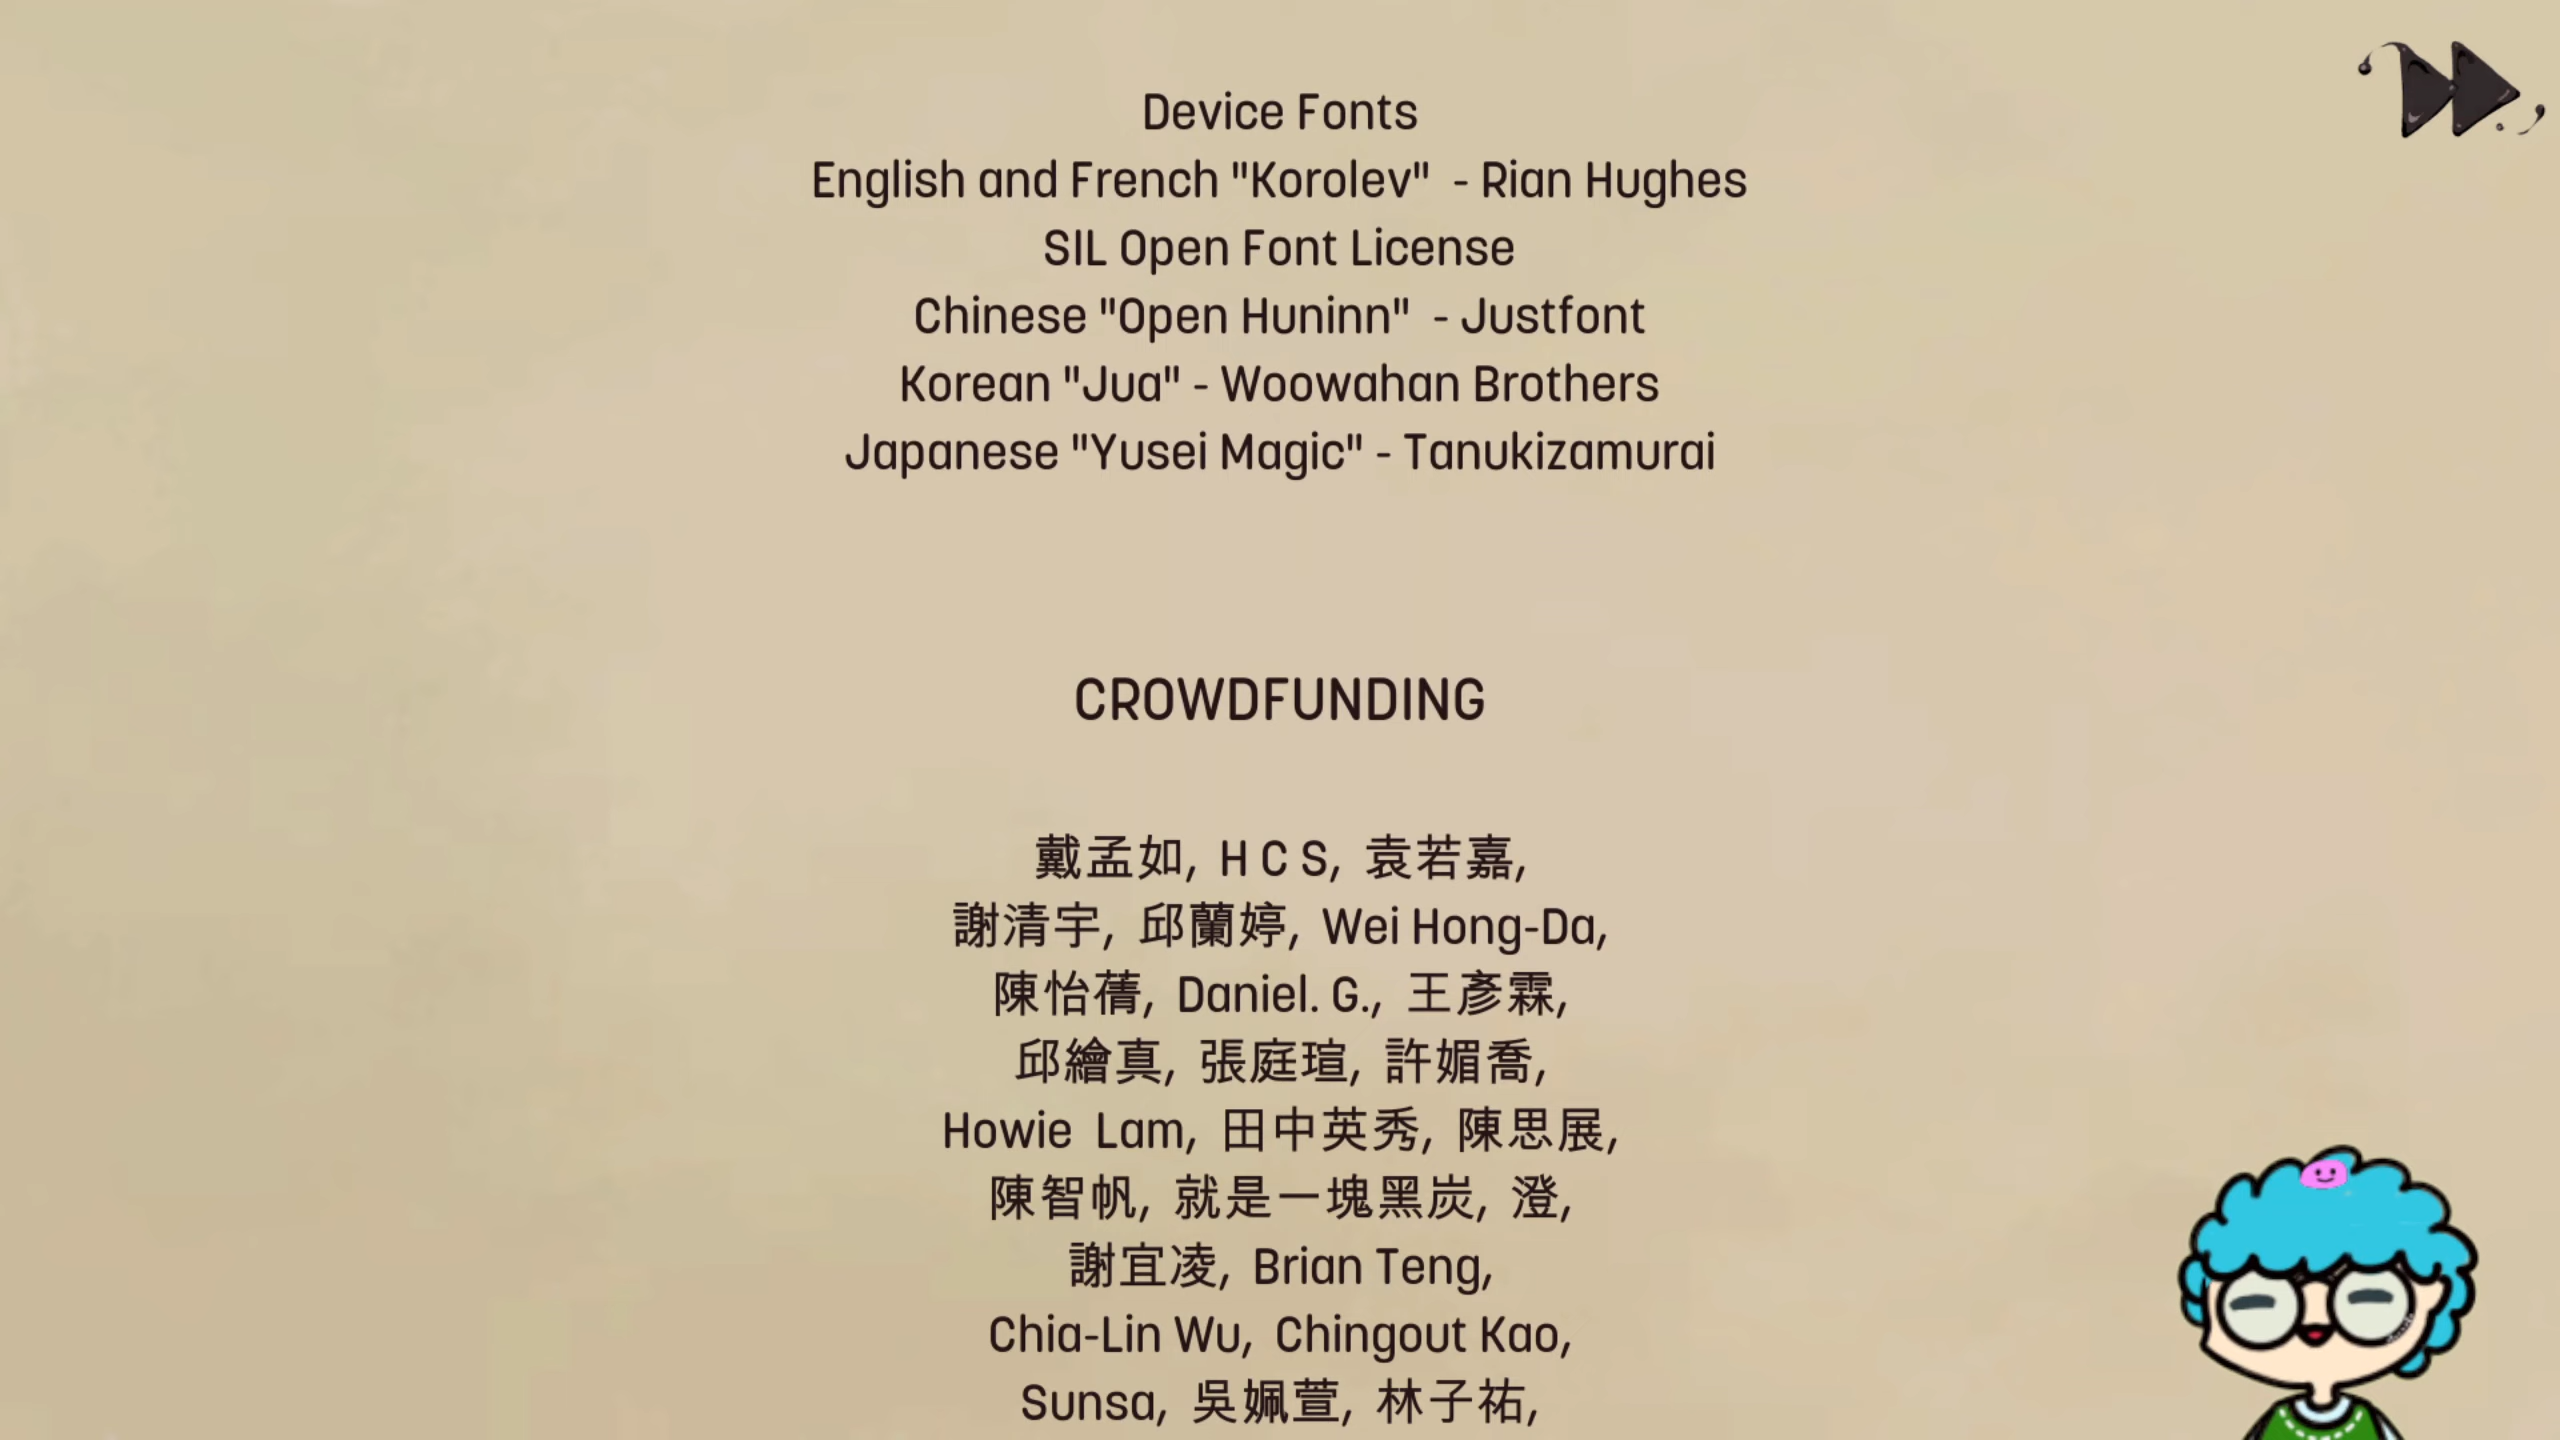 Device Fonts
English and French "Korolev"  - Rian Hughes
SIL Open Font License
Chinese "Open Huninn"  - Justfont
Korean "Jua" - Woowahan Brothers
Japanese "Yusei Magic" - Tanukizamurai
CROWDFUNDING
戴孟如, H C S, 袁若嘉,
謝清宇, 邱蘭婷, Wei Hong-Da,
陳怡蒨, Daniel. G., 王彥霖,
邱繪真, 張庭瑄, 許媚喬,
Howie  Lam, 田中英秀, 陳思展,
陳智帆, 就是一塊黑炭, 澄,
謝宜凌, Brian Teng,
Chia-Lin Wu, Chingout Kao,
Sunsa, 吳姵萱, 林子祐,